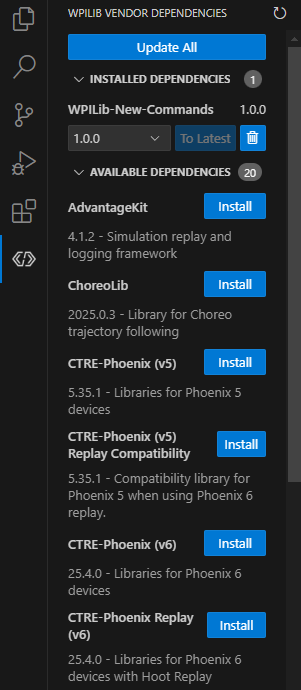 WPILIB VENDOR DEPENDENCIES
Update All
INSTALLED DEPENDENCIES 1
WPILib-New-Commands 1.0.0
1.0.0 To Latest
AVAILABLE DEPENDENCIES 20
AdvantageKit Install
4.1.2 - Simulation replay and
logging framework
ChoreoLib Install
2025.0.3 - Library for Choreo
trajectory following
CTRE-Phoenix (v5) Install
5.35.1 - Libraries for Phoenix 5
devices
CTRE-Phoenix (v5)
Replay Compatibility Install
5.35.1 - Compatibility library for
Phoenix 5 when using Phoenix 6
replay.
CTRE-Phoenix (v6) Install
25.4.0 - Libraries for Phoenix 6
devices
CTRE-Phoenix Replay
(v6) Install
25.4.0 - Libraries for Phoenix 6
devices with Hoot Replay